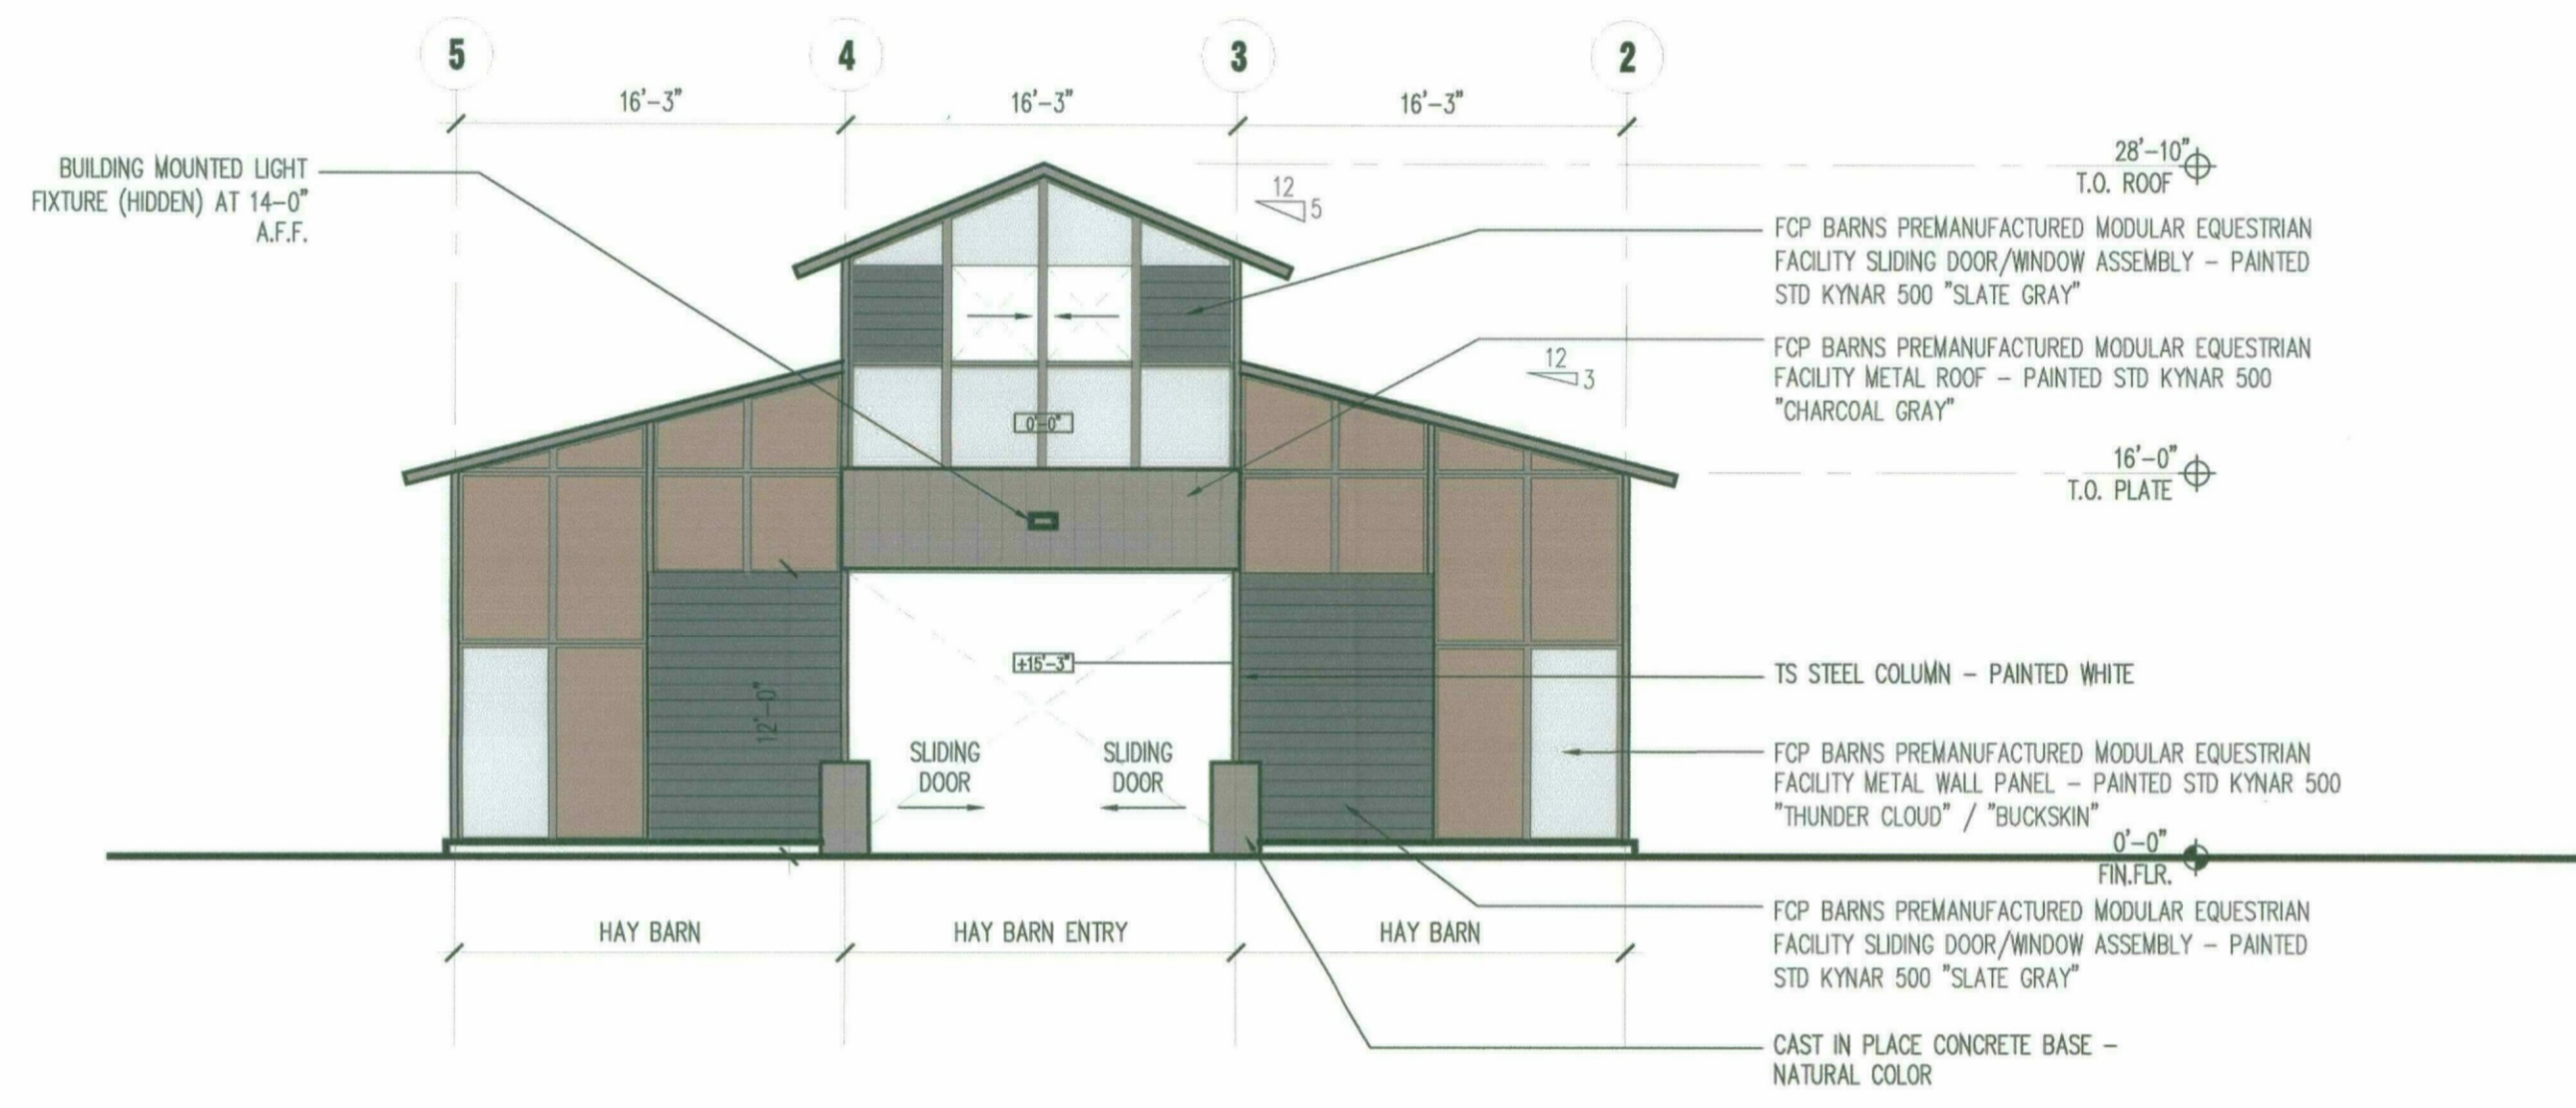 5
4
3
2
16'-3"
16'-3"
16'-3"
BUILDING MOUNTED LIGHT
FIXTURE (HIDDEN) AT 14-0"
A.F.F.
28'-10"
T.O. ROOF
12
5
FCP BARNS PREMANUFACTURED MODULAR EQUESTRIAN
FACILITY SLIDING DOOR/WINDOW ASSEMBLY - PAINTED
STD KYNAR 500 "SLATE GRAY"
12
3
FCP BARNS PREMANUFACTURED MODULAR EQUESTRIAN
FACILITY METAL ROOF - PAINTED STD KYNAR 500
"CHARCOAL GRAY"
0'-0"
16'-0"
T.O. PLATE
+15'-3"
TS STEEL COLUMN - PAINTED WHITE
12'-0"
SLIDING
DOOR
SLIDING
DOOR
FCP BARNS PREMANUFACTURED MODULAR EQUESTRIAN
FACILITY METAL WALL PANEL - PAINTED STD KYNAR 500
"THUNDER CLOUD" / "BUCKSKIN"
0'-0"
FIN.FLR.
HAY BARN
HAY BARN ENTRY
HAY BARN
FCP BARNS PREMANUFACTURED MODULAR EQUESTRIAN
FACILITY SLIDING DOOR/WINDOW ASSEMBLY - PAINTED
STD KYNAR 500 "SLATE GRAY"
CAST IN PLACE CONCRETE BASE -
NATURAL COLOR